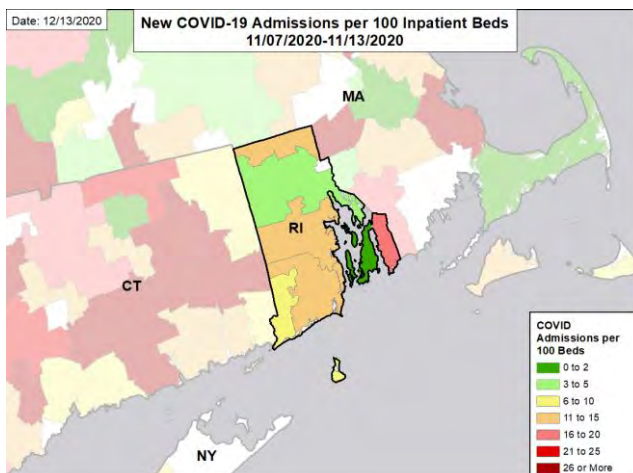 Date: 12/13/2020
New COVID-19 Admissions per 100 Inpatient Beds
11/07/2020-11/13/2020
MA
RI
CT
NY
COVID
Admissions per
100 Beds
0 to 2
3 to 5
6 to 10
11 to 15
16 to 20
21 to 25
26 or More